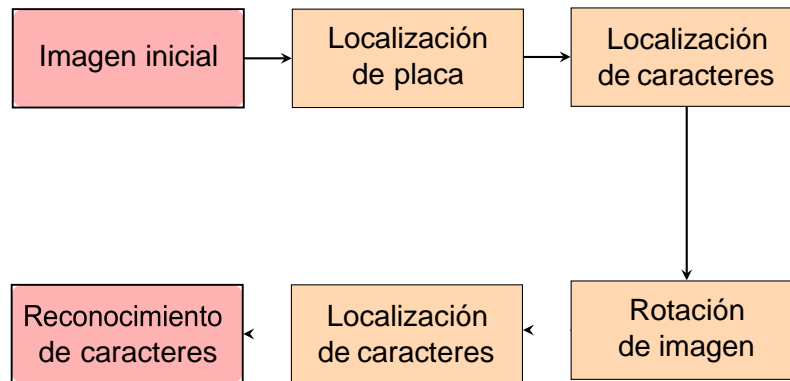 Imagen inicial
Localización
de placa
Localización
de caracteres
Rotación
de imagen
Localización
de caracteres
Reconocimiento
de caracteres